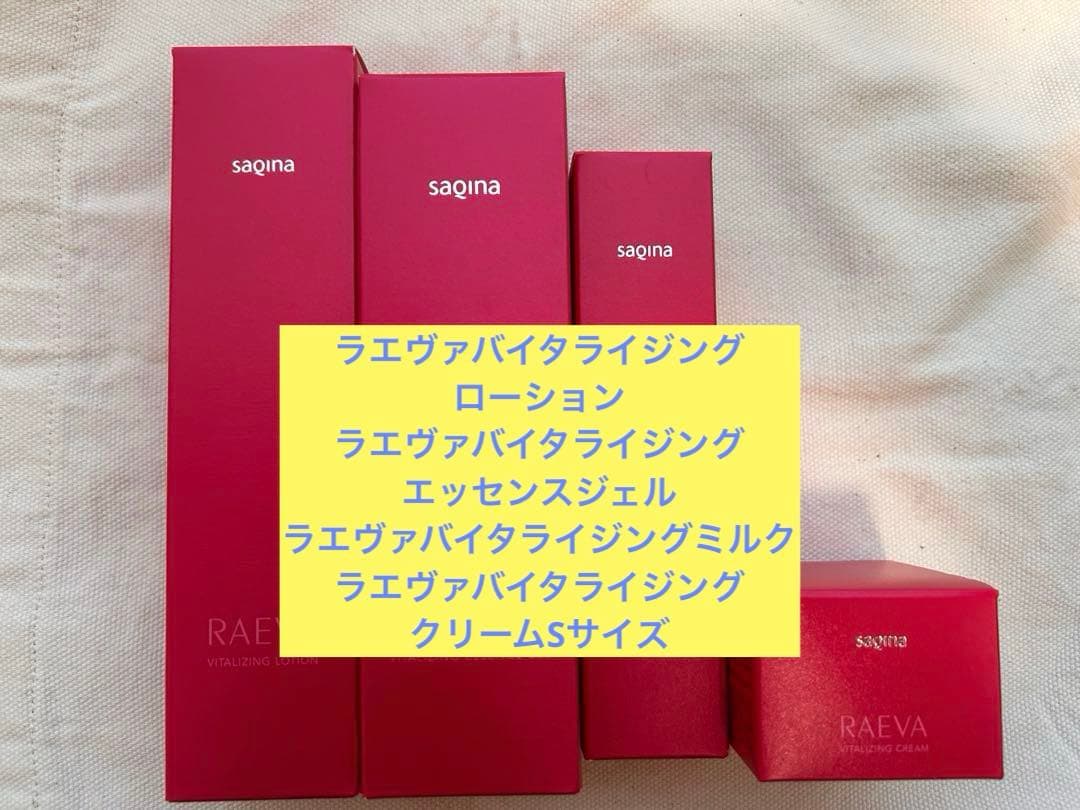 saqina
saqina
saqina
ラエヴァバイタライジング
ローション
ラエヴァバイタライジング
エッセンスジェル
ラエヴァバイタライジングミルク
ラエヴァバイタライジング
クリームSサイズ
RAEV
VITALIZING LOTION
VITALIZING
saqina
RAEVA
VITALIZING CREAM